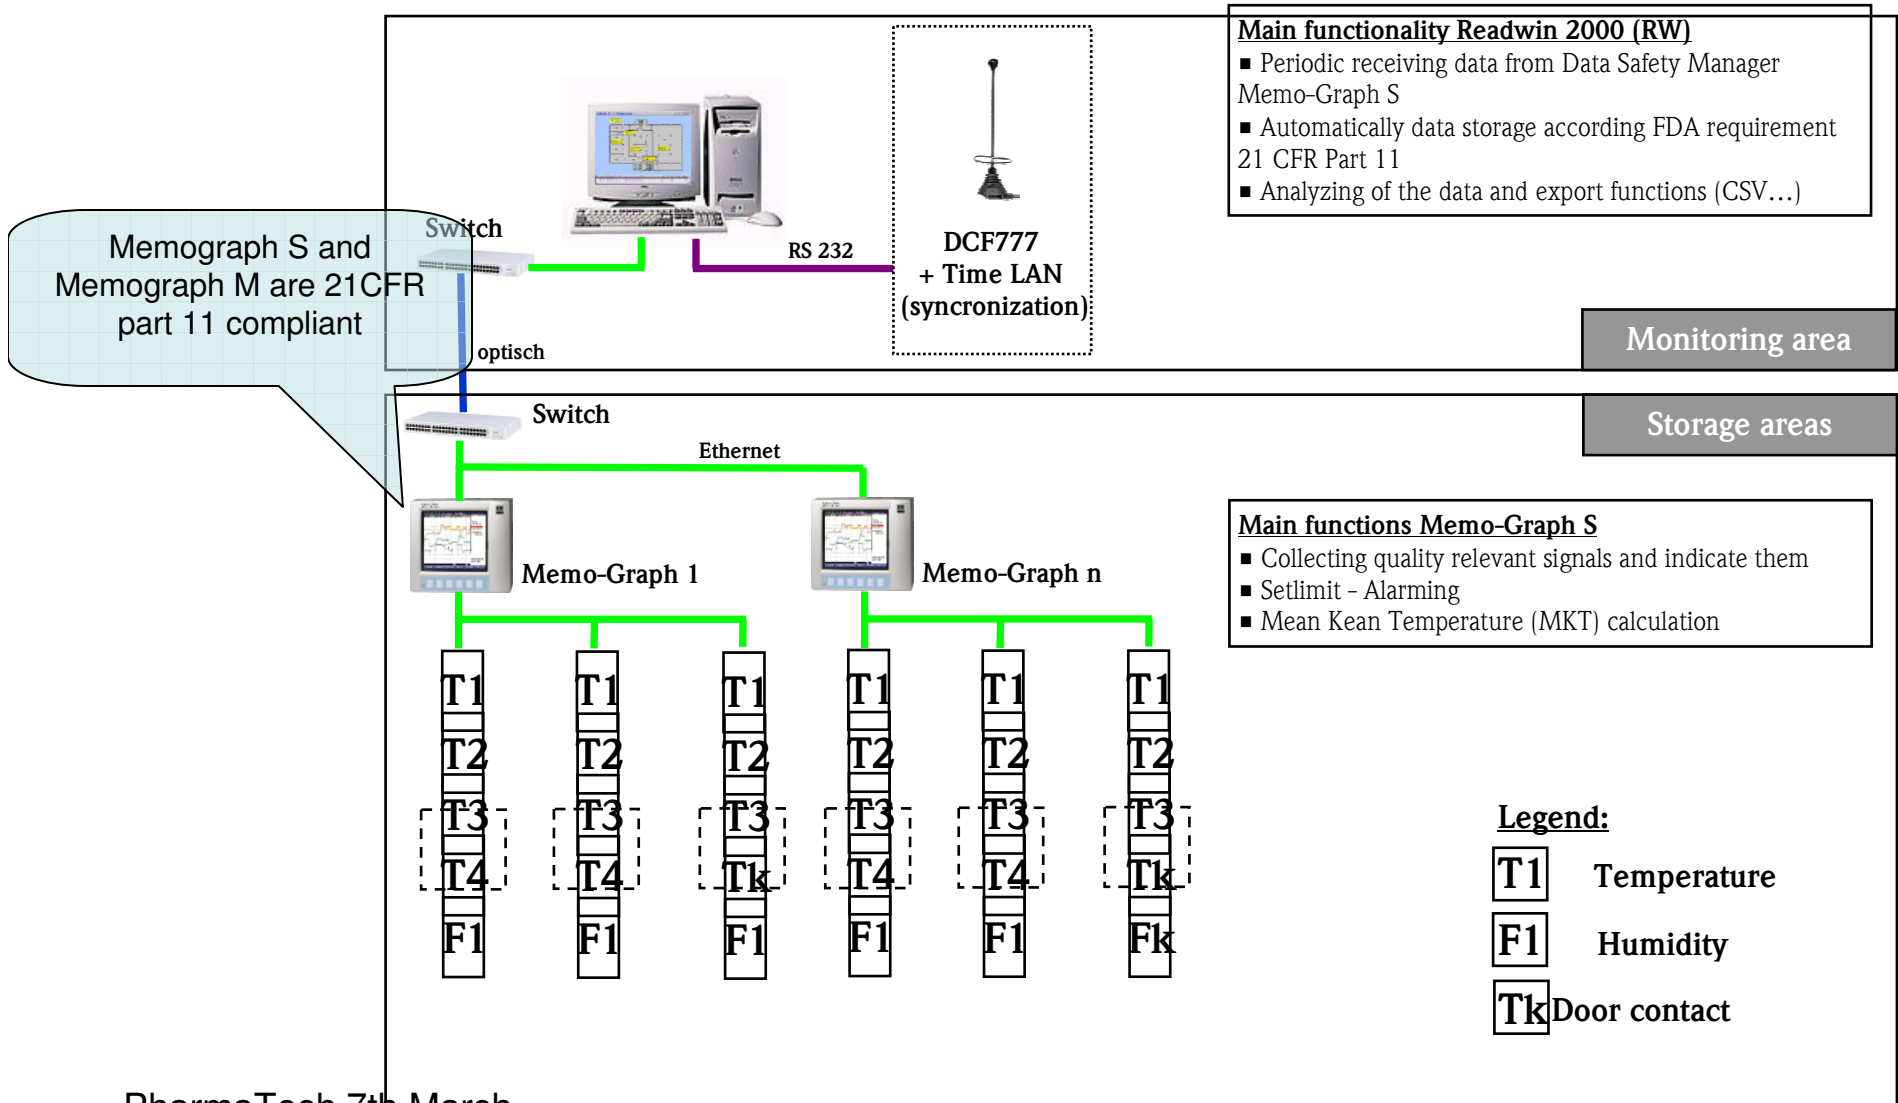 Main functionality Readwin 2000 (RW)
■ Periodic receiving data from Data Safety Manager
Memo-Graph S
■ Automatically data storage according FDA requirement
21 CFR Part 11
■ Analyzing of the data and export functions (CSV…)
Switch
Memograph S and
Memograph M are 21CFR
part 11 compliant
RS 232
DCF777
+ Time LAN
(syncronization)
Monitoring area
optisch
Switch
Storage areas
Ethernet
Main functions Memo-Graph S
■ Collecting quality relevant signals and indicate them
■ Setlimit – Alarming
■ Mean Kean Temperature (MKT) calculation
Memo-Graph 1
Memo-Graph n
T1 T1 T1 T1 T1 T1
T2 T2 T2 T2 T2 T2
T3 T3 T3 T3 T3 T3
T4 T4 Tk T4 T4 Tk
F1 F1 F1 F1 F1 Fk
Legend:
T1 Temperature
F1 Humidity
Tk Door contact
PharmaTech 7th March